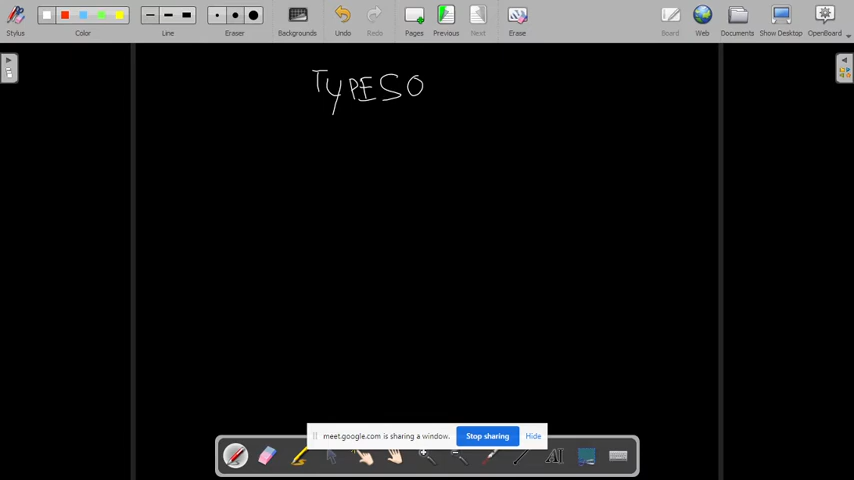 Stylus
Color
Line
Eraser
Backgrounds
Undo
Redo
Pages
Previous
Next
Erase
Board
Web
Documents
Show Desktop
OpenBoard
TYPESO
meet.google.com is sharing a window.
Stop sharing
Hide
AI